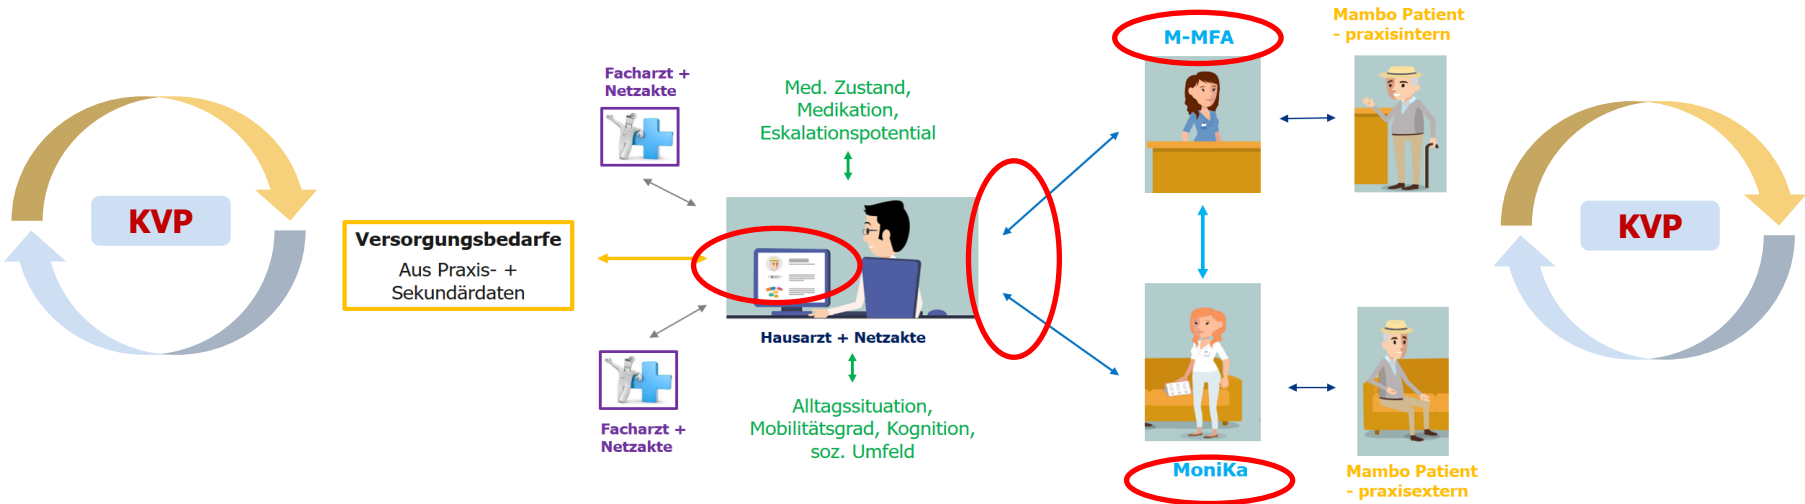 KVP
Versorgungsbedarfe
Aus Praxis- +
Sekundärdaten
Facharzt +
Netzakte
Med. Zustand,
Medikation,
Eskalationspotential
Hausarzt + Netzakte
Facharzt +
Netzakte
Alltagssituation,
Mobilitätsgrad, Kognition,
soz. Umfeld
M-MFA
Mambo Patient
- praxisintern
MoniKa
Mambo Patient
- praxisextern
KVP